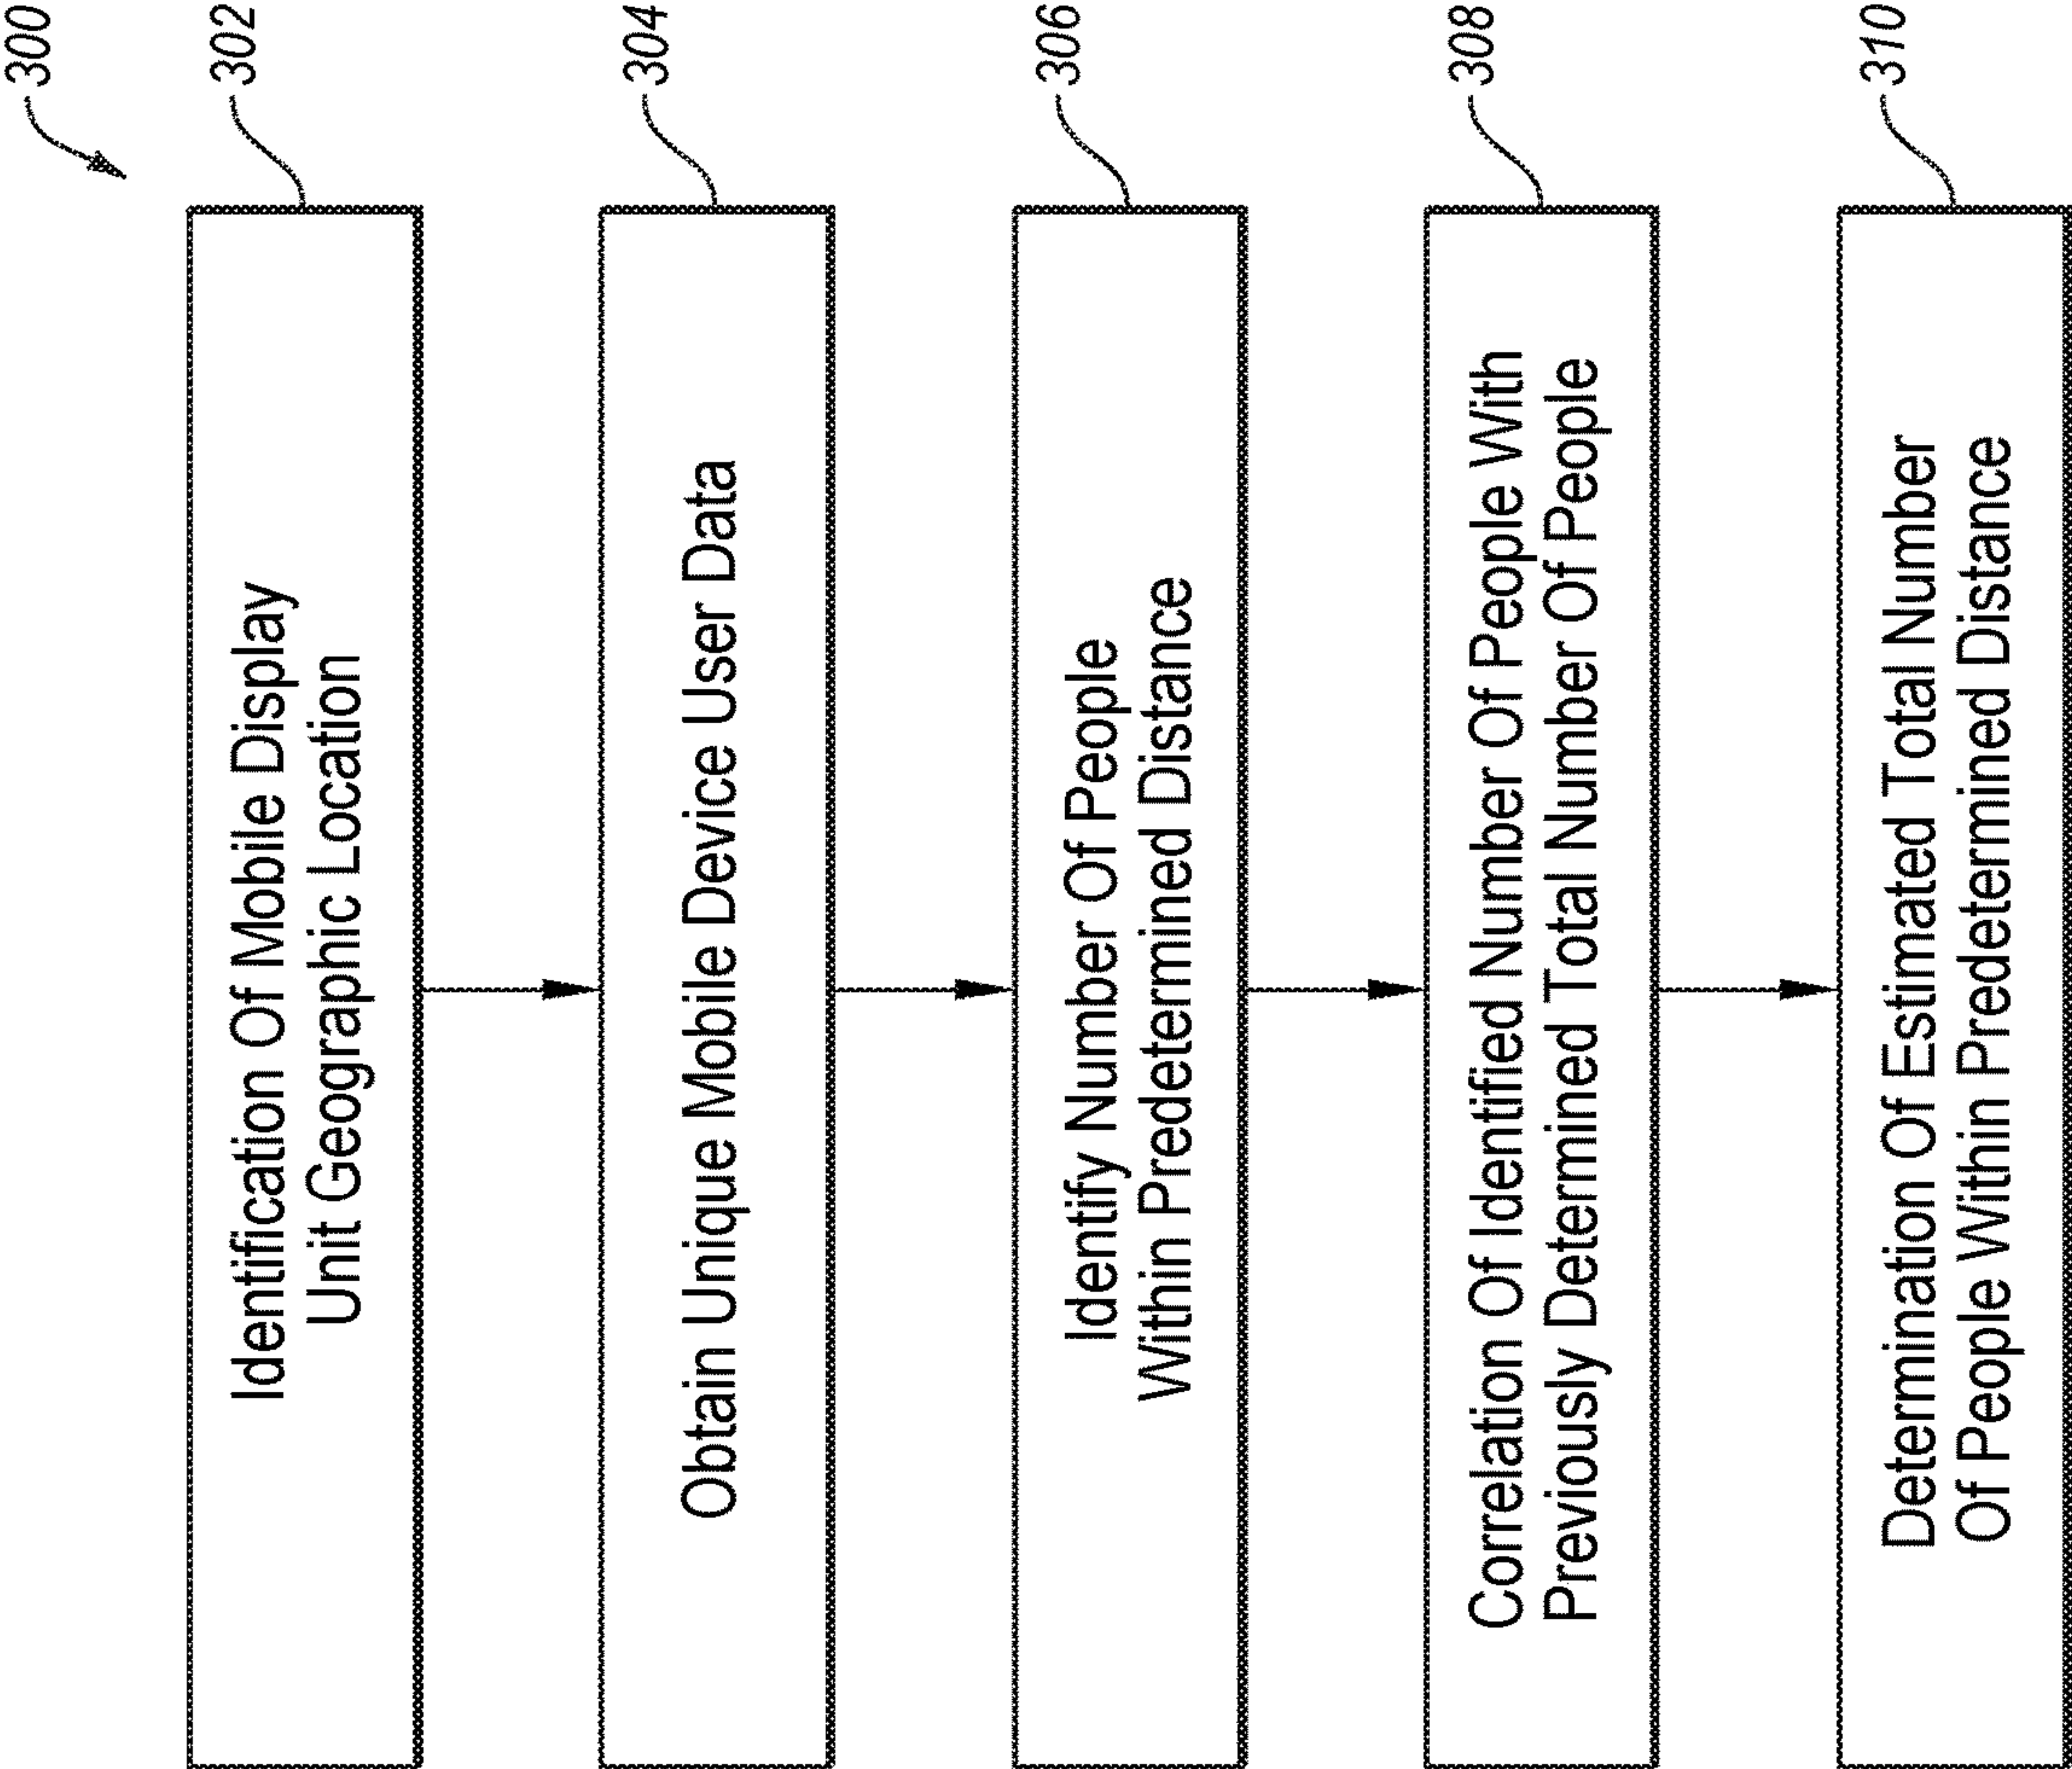 300
302
Identification Of Mobile Display
Unit Geographic Location
304
Obtain Unique Mobile Device User Data
306
Identify Number Of People
Within Predetermined Distance
308
Correlation Of Identified Number Of People With
Previously Determined Total Number Of People
310
Determination Of Estimated Total Number
Of People Within Predetermined Distance